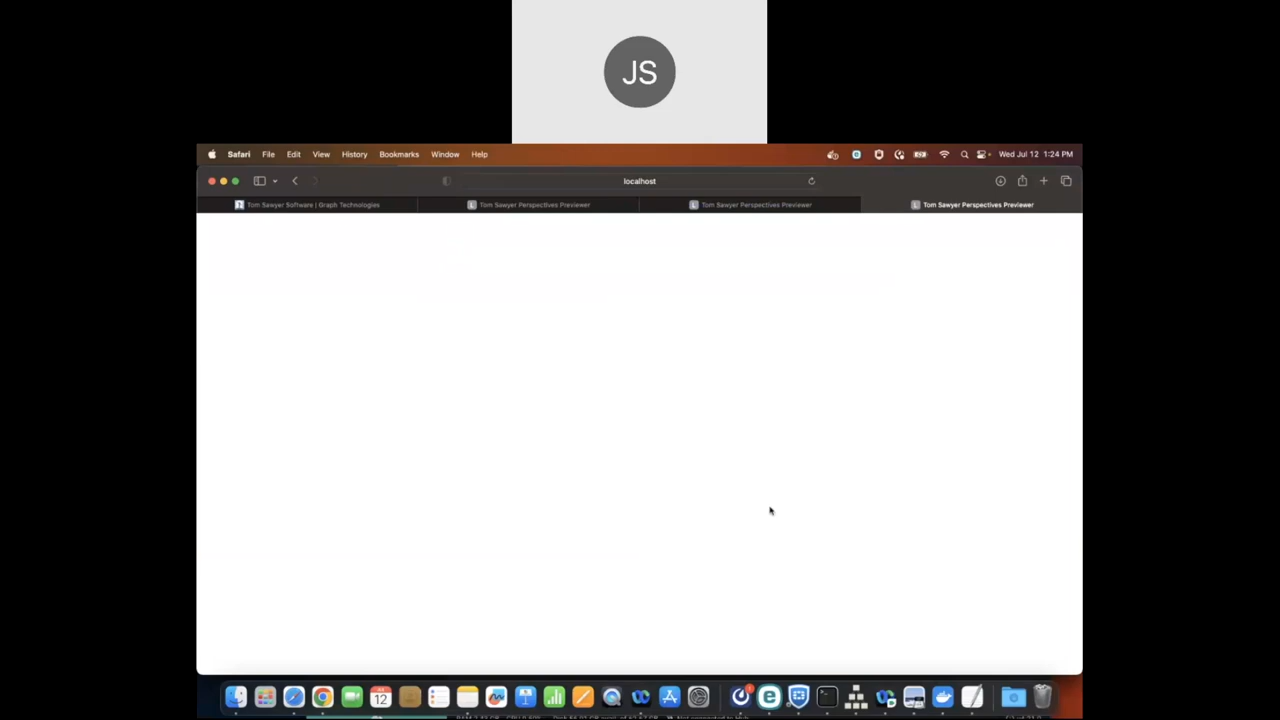 JS
Safari File Edit View History Bookmarks Window Help Wed Jul 12 1:24 PM
localhost
Tom Sawyer Software | Graph Technologies Tom Sawyer Perspectives Previewer Tom Sawyer Perspectives Previewer Tom Sawyer Perspectives Previewer
12